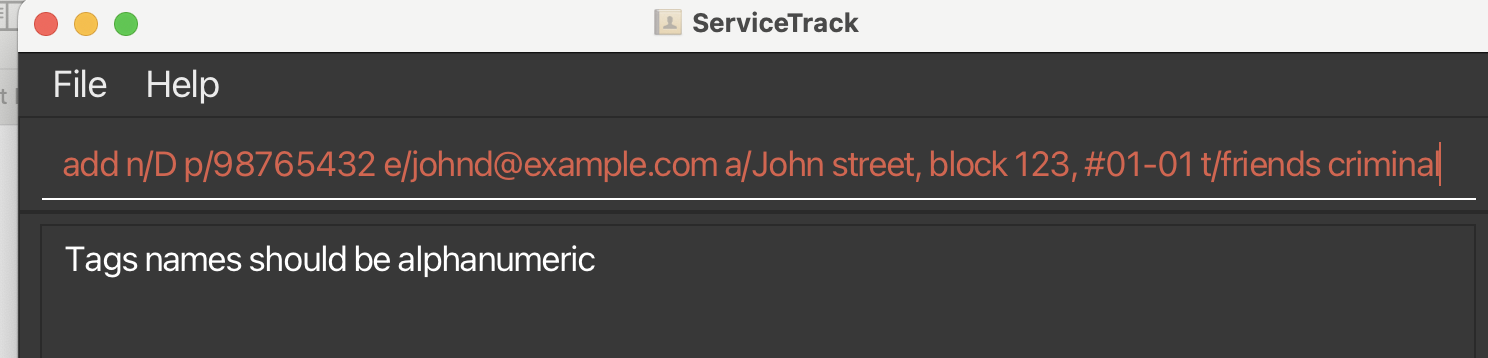 ServiceTrack
File Help
add n/D p/98765432 e/johnd@example.com a/John street, block 123, #01-01 t/friends criminal
Tags names should be alphanumeric